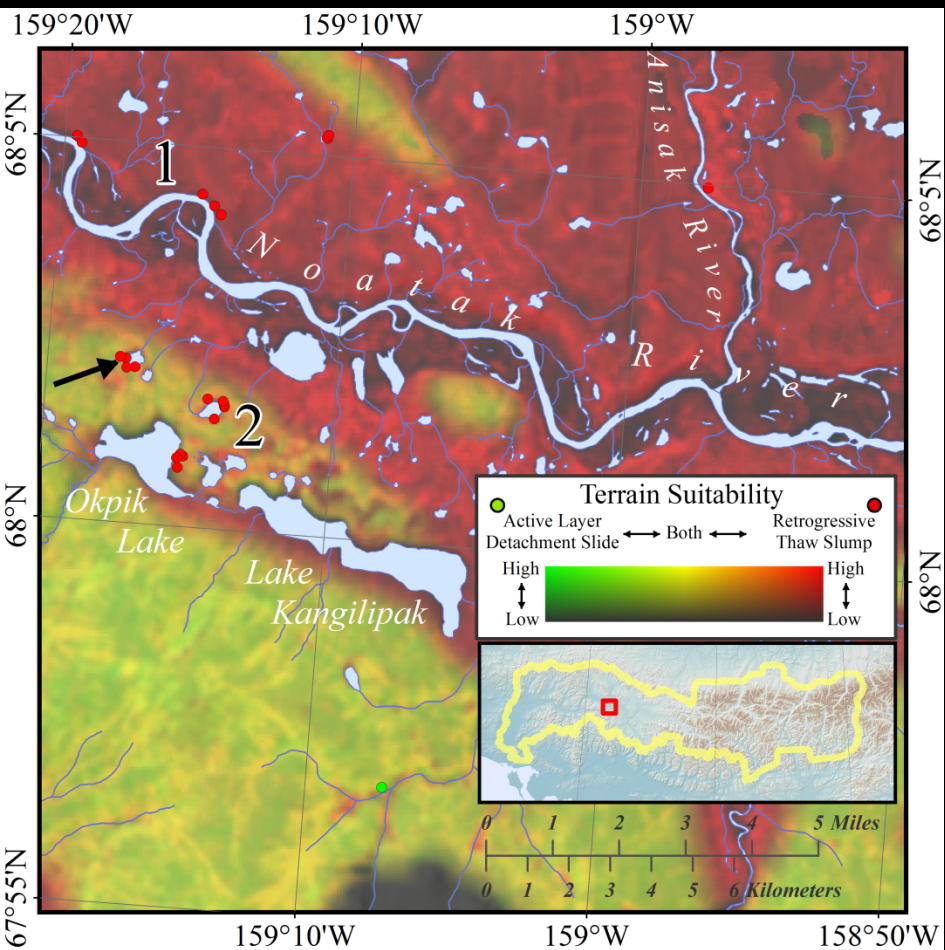 159°20'W 159°10'W 159°W
68°5'N
68°5'N
68°N
68°N
67°55'N
1
2
Anisak River
Noatak River
Okpik
Lake
Lake
Kangilipak
Terrain Suitability
Active Layer
Detachment Slide
Both
Retrogressive
Thaw Slump
High
Low
High
Low
0 1 2 3 4 5 Miles
0 1 2 3 4 5 6 Kilometers
159°10'W 159°W 158°50'W